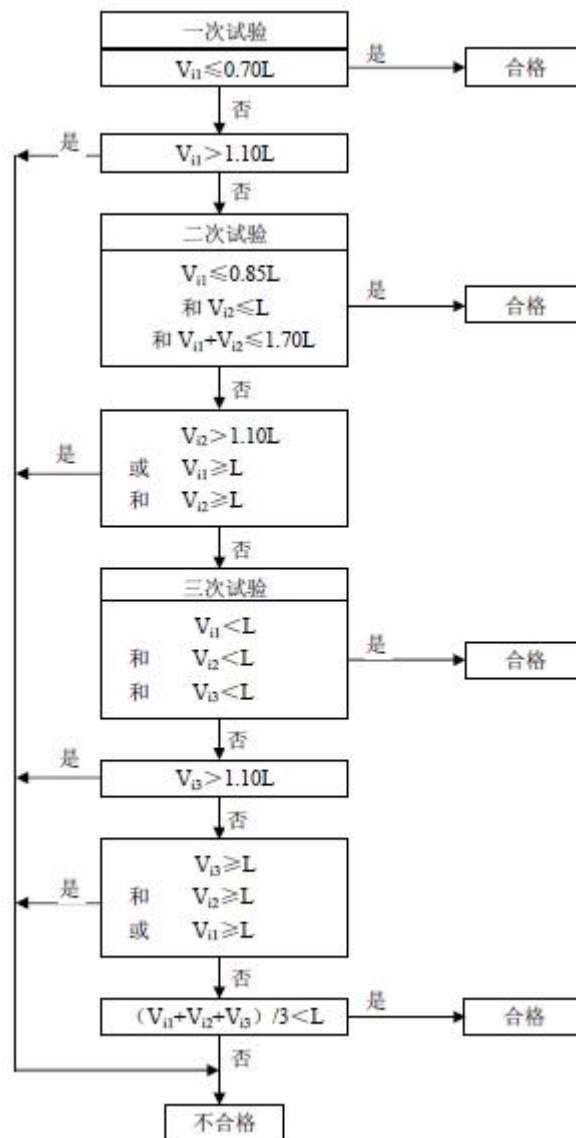 一次试验
Vi1≤0.70L
是
合格
否
是
Vi1>1.10L
否
二次试验
Vi1≤0.85L
和 Vi2≤L
和 Vi1+Vi2≤1.70L
是
合格
否
Vi2>1.10L
或 Vi1≥L
和 Vi2≥L
是
否
三次试验
Vi1<L
和 Vi2<L
和 Vi3<L
是
合格
否
是
Vi3>1.10L
否
Vi3≥L
和 Vi2≥L
或 Vi1≥L
是
否
(Vi1+Vi2+Vi3)/3<L
是
合格
否
不合格